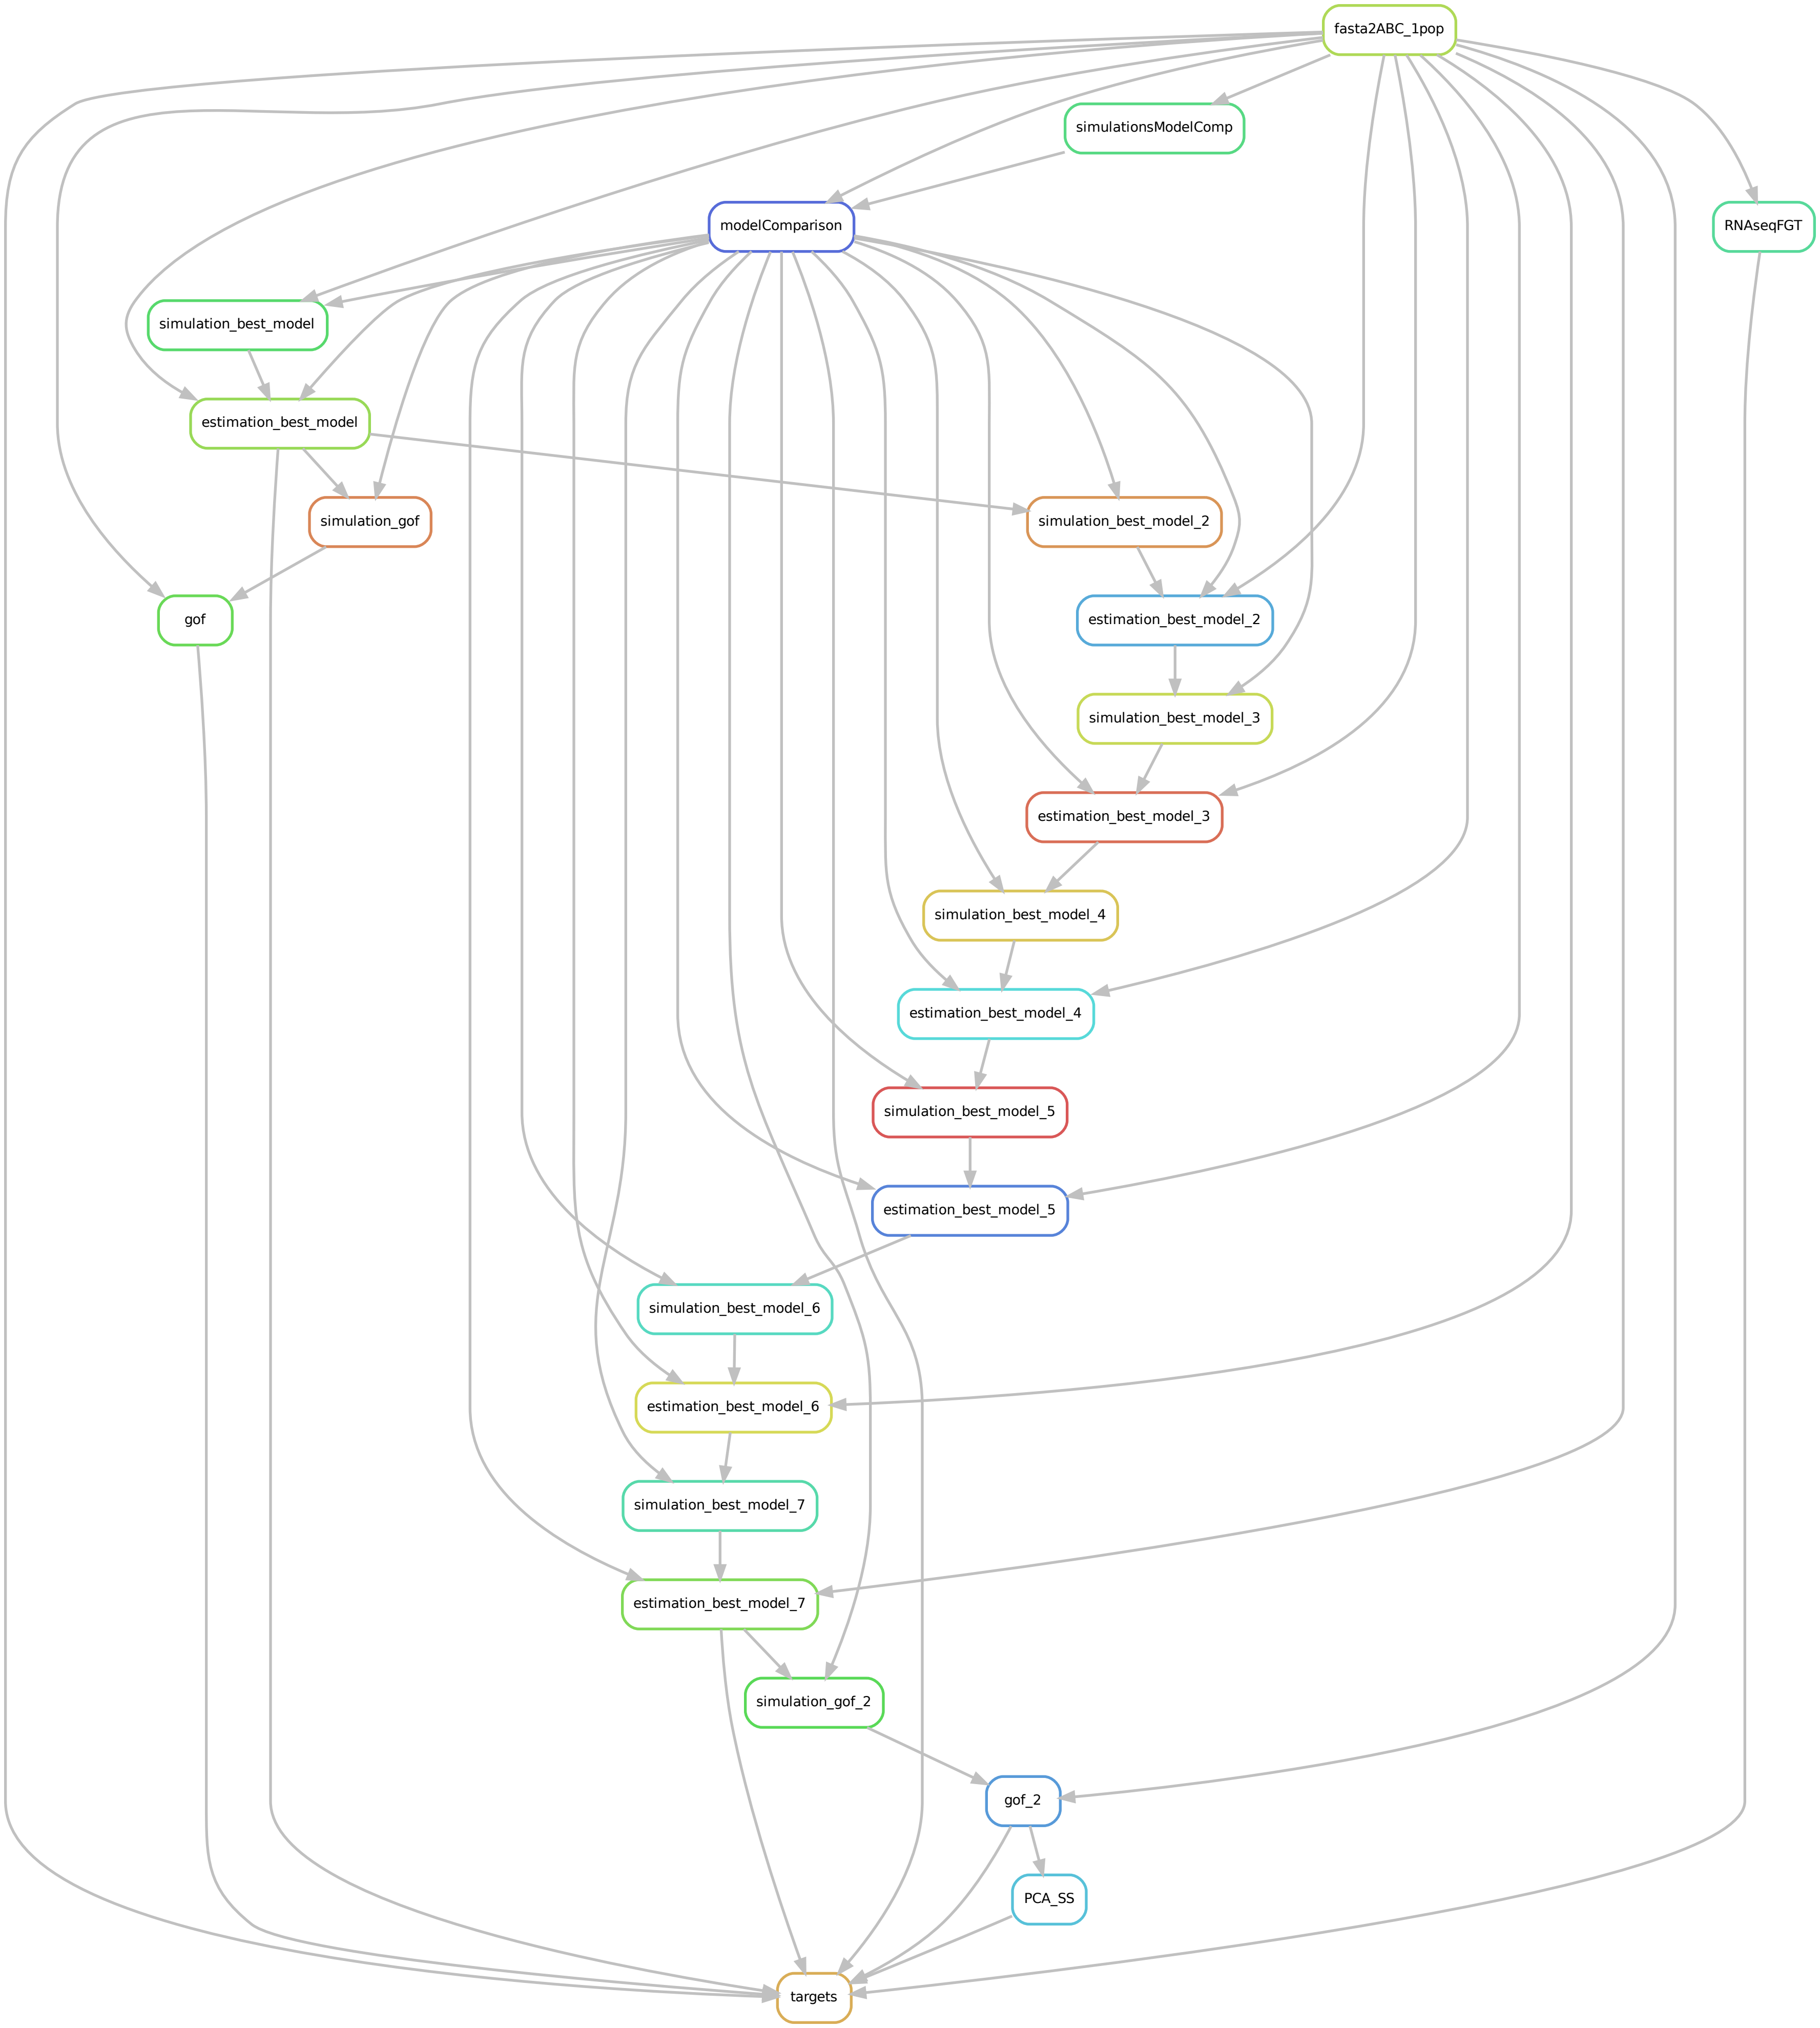 fasta2ABC_1pop
simulationsModelComp
modelComparison
RNAseqFGT
simulation_best_model
estimation_best_model
simulation_gof
simulation_best_model_2
gof
estimation_best_model_2
simulation_best_model_3
estimation_best_model_3
simulation_best_model_4
estimation_best_model_4
simulation_best_model_5
estimation_best_model_5
simulation_best_model_6
estimation_best_model_6
simulation_best_model_7
estimation_best_model_7
simulation_gof_2
gof_2
PCA_SS
targets